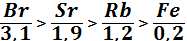 Br/3,1 > Sr/1,9 > Rb/1,2 > Fe/0,2